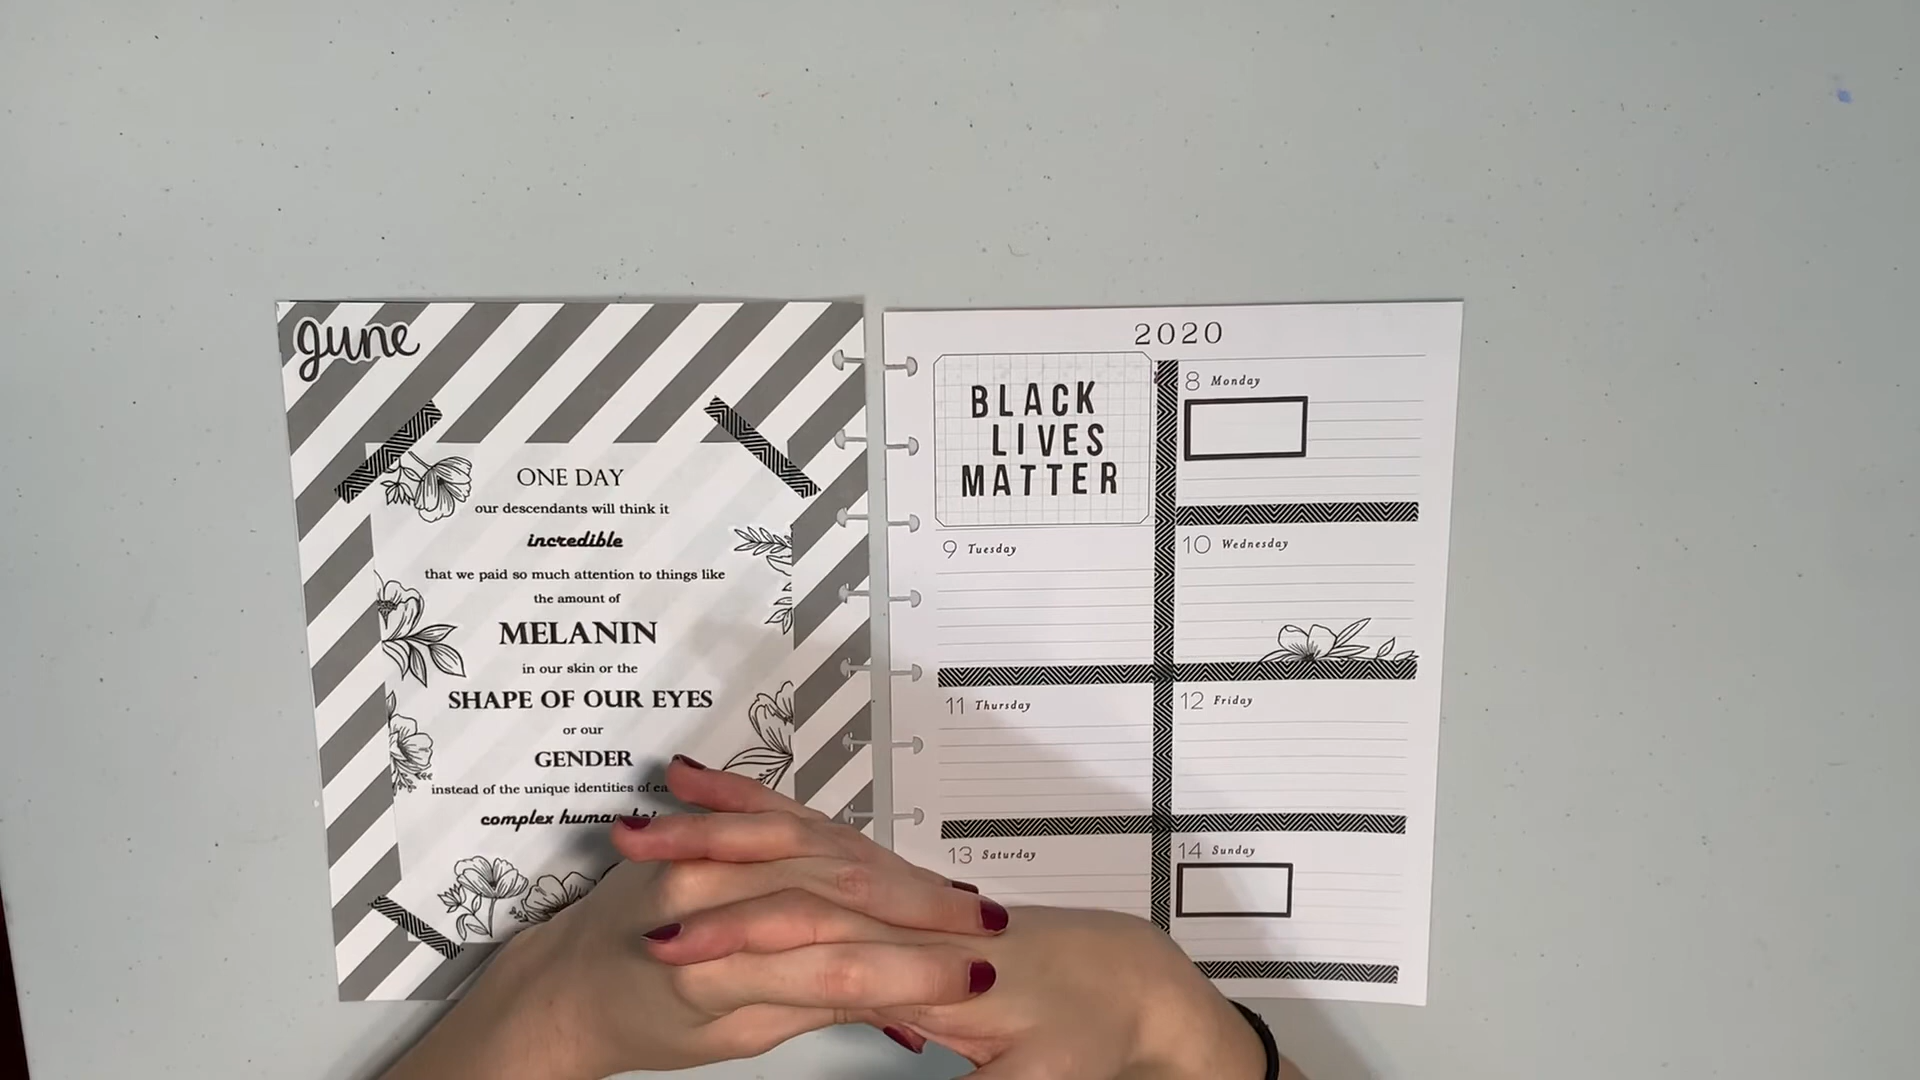 june
ONE DAY
our descendants will think it
incredible
that we paid so much attention to things like
the amount of
MELANIN
in our skin or the
SHAPE OF OUR EYES
or our
GENDER
instead of the unique identities of
complex human
2020
BLACK
LIVES
MATTER
8 Monday
9 Tuesday
10 Wednesday
11 Thursday
12 Friday
13 Saturday
14 Sunday